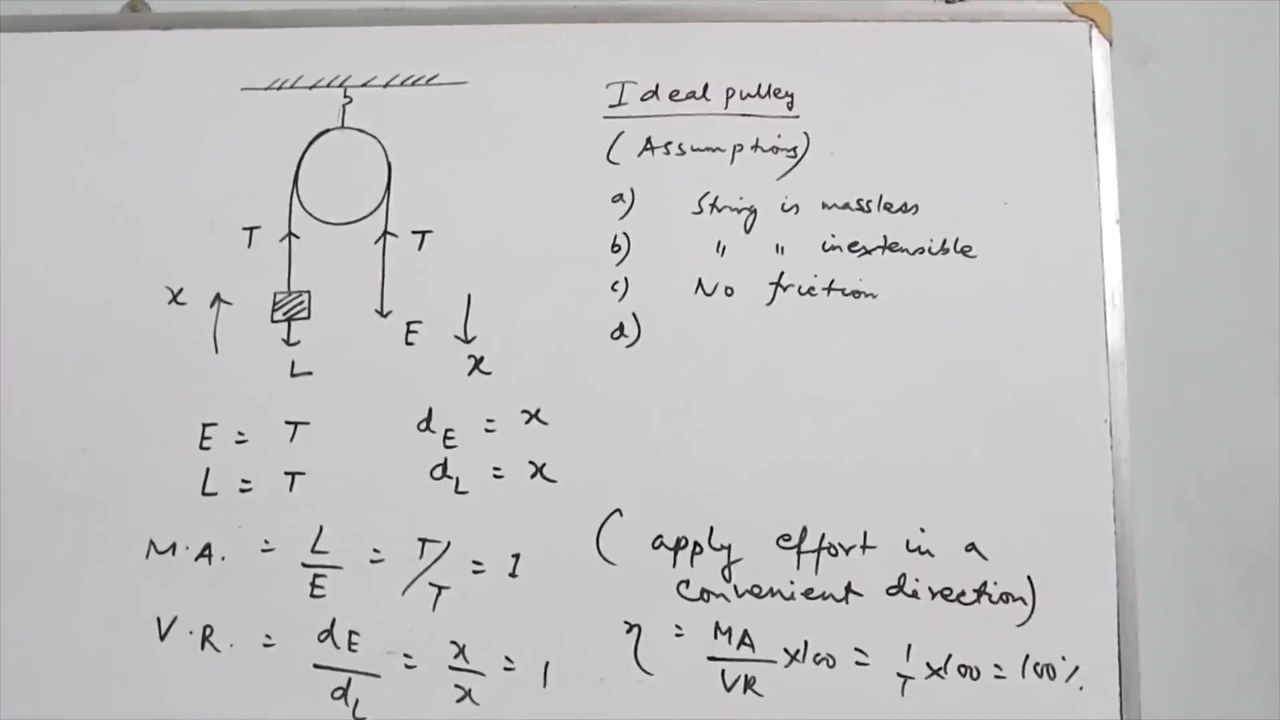 Ideal pulley
(Assumptions)
a) String is massless
b) " " inextensible
c) No friction
d)
T T
x
E
L x
E = T d_E = x
L = T d_L = x
M.A. = L/E = T/T = 1
(apply effort in a
convenient direction)
V.R. = d_E/d_L = x/x = 1
η = MA/VR × 100 = 1/1 × 100 = 100%.